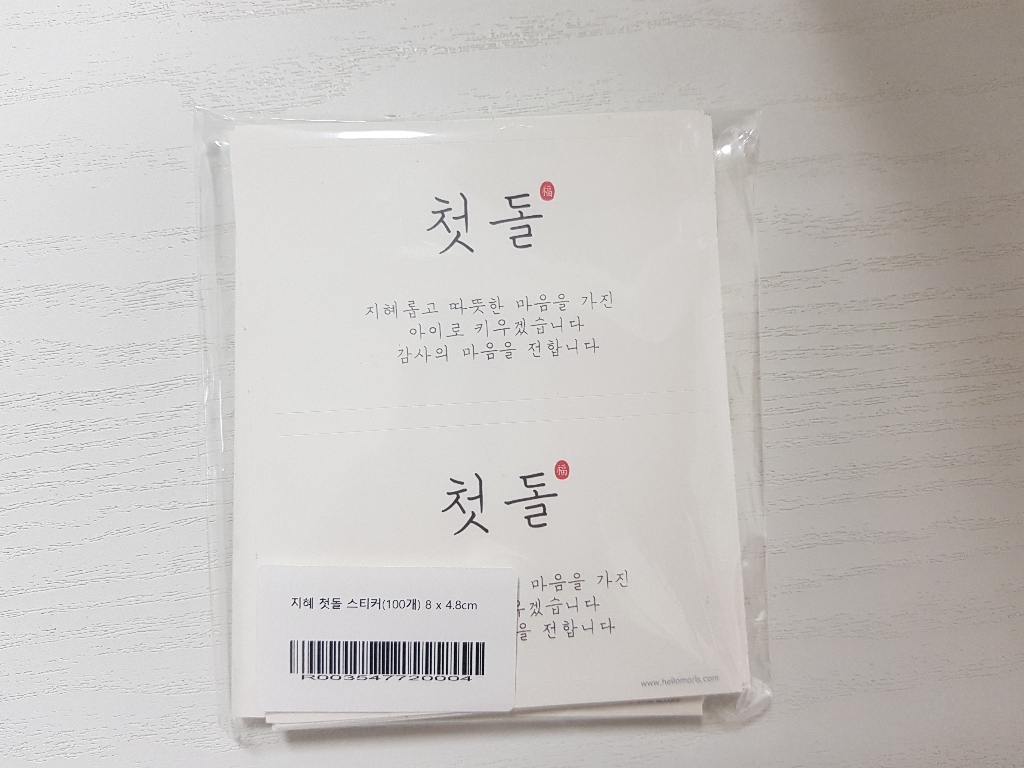 첫돌
福
지혜롭고 따뜻한 마음을 가진
아이로 키우겠습니다
감사의 마음을 전합니다
첫돌
福
마음을 가진
우겠습니다
을 전합니다
지혜 첫돌 스티커(100개) 8 x 4.8cm
R003547720004